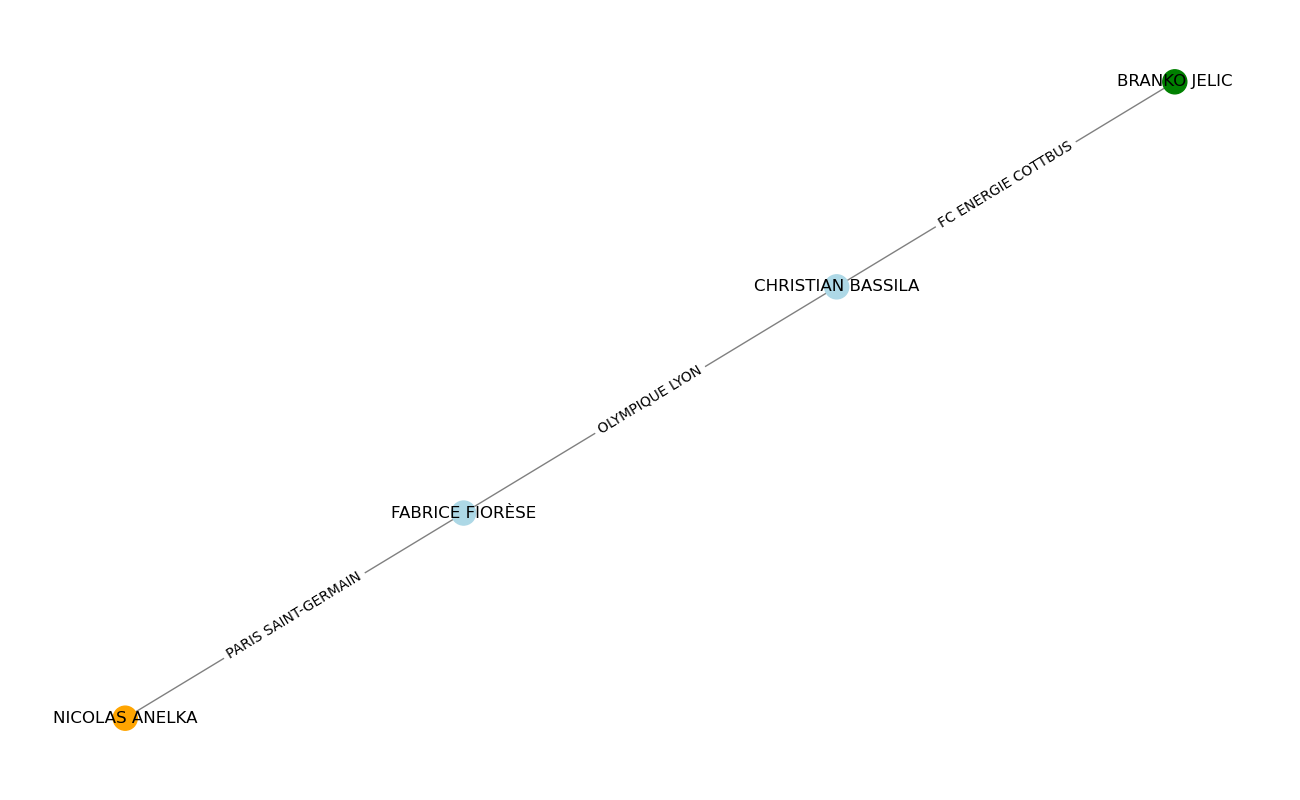 BRANKO JELIC
FC ENERGIE COTTBUS
CHRISTIAN BASSILA
OLYMPIQUE LYON
FABRICE FIORÈSE
PARIS SAINT-GERMAIN
NICOLAS ANELKA